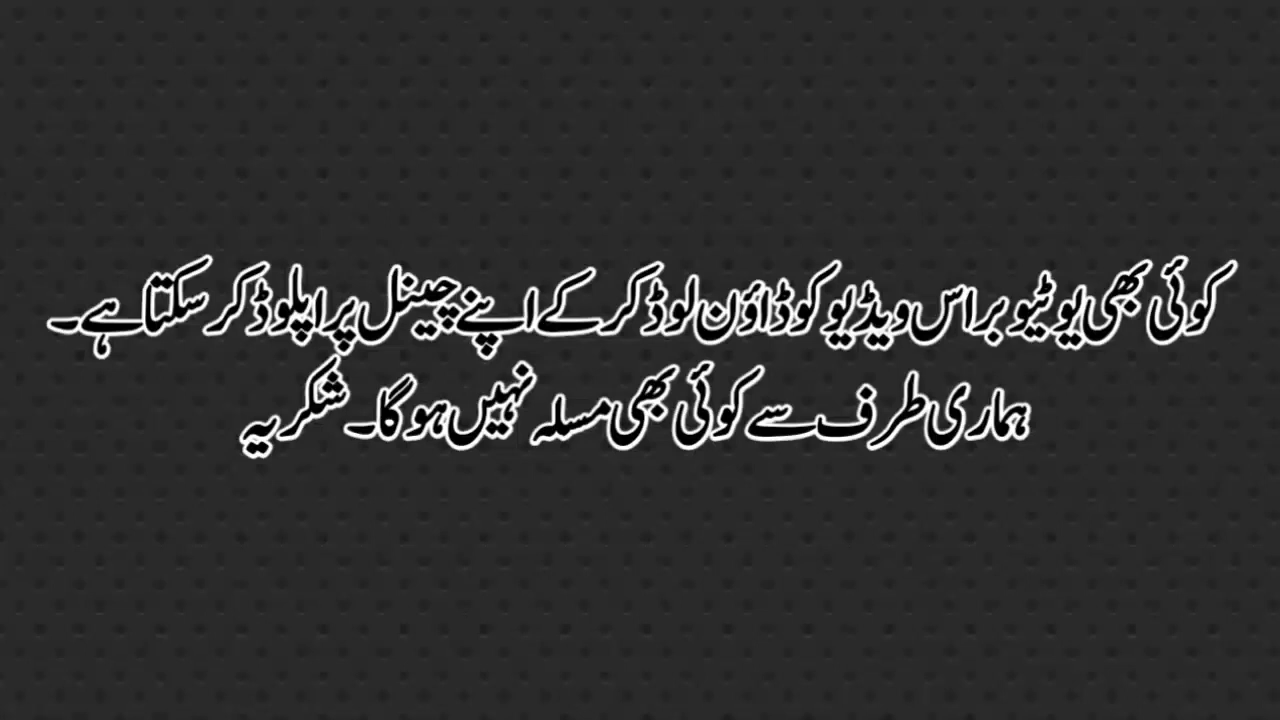 کوئی بھی یوٹیوبر اس ویڈیو کو ڈاؤن لوڈ کر کے اپنے چینل پر اپلوڈ کر سکتا ہے۔
ہماری طرف سے کوئی بھی مسلہ نہیں ہوگا۔ شکریہ